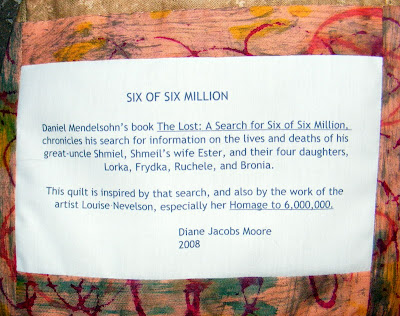 SIX OF SIX MILLION
Daniel Mendelsohn's book The Lost: A Search for Six of Six Million,
chronicles his search for information on the lives and deaths of his
great-uncle Shmiel, Shmeil's wife Ester, and their four daughters,
Lorka, Frydka, Ruchele, and Bronia.
This quilt is inspired by that search, and also by the work of the
artist Louise Nevelson, especially her Homage to 6,000,000.
Diane Jacobs Moore
2008